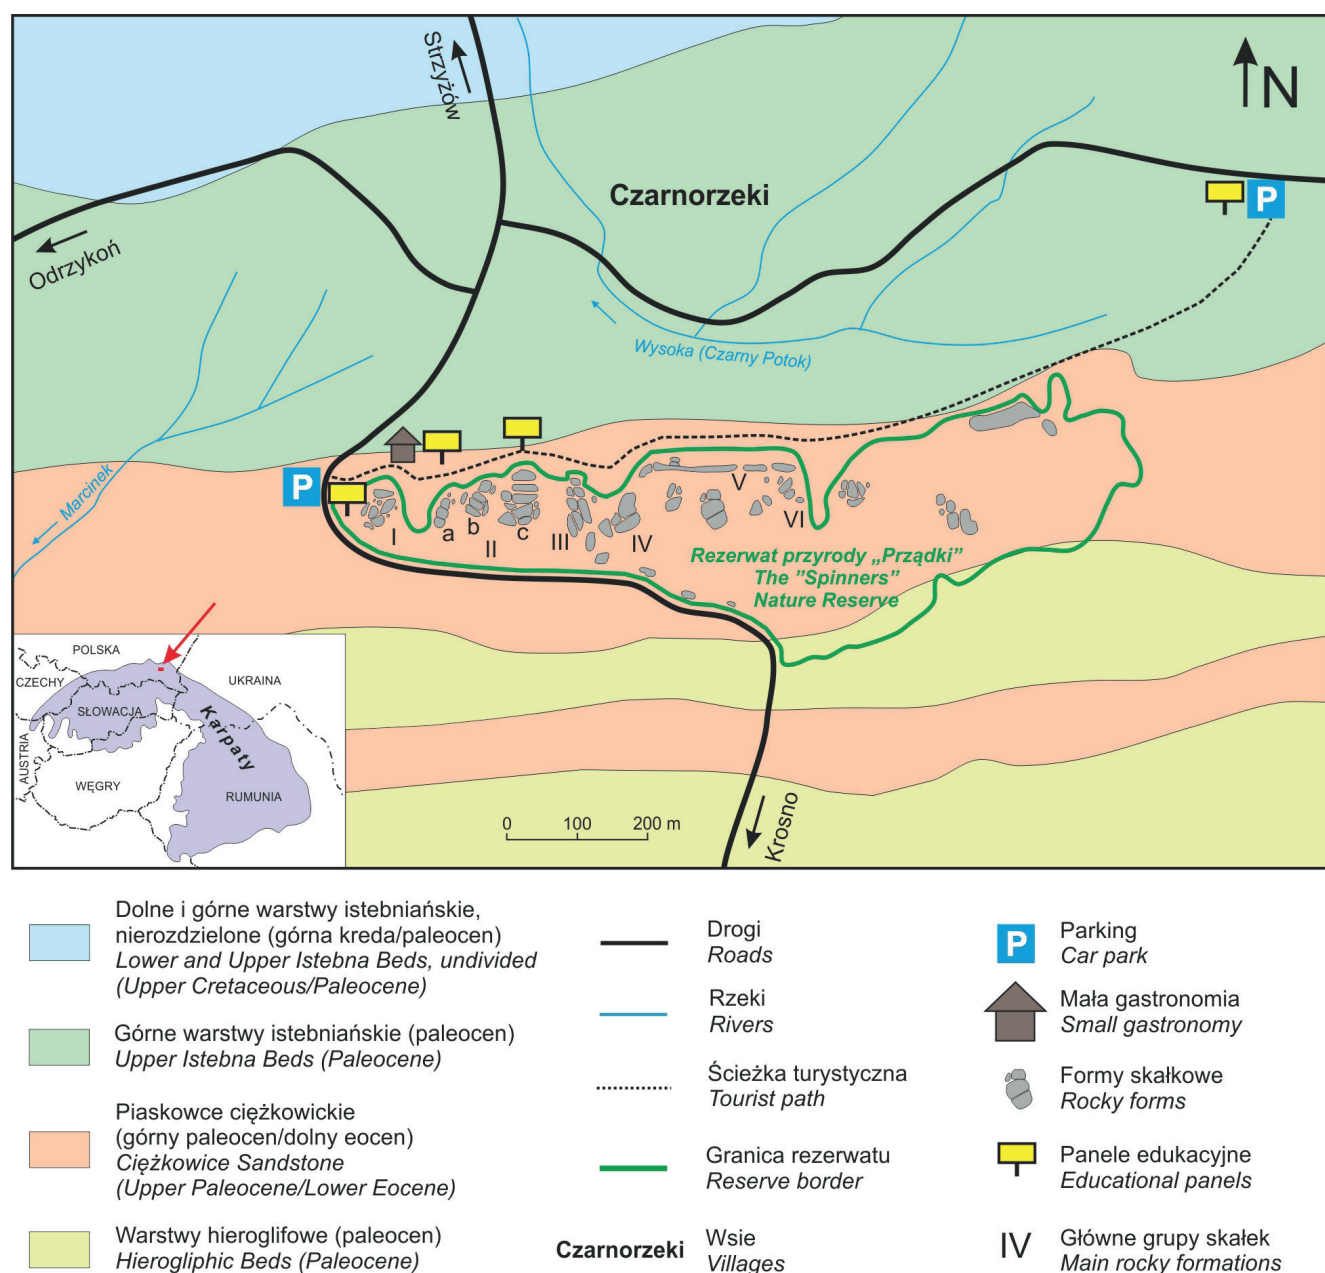 Strzyżów
N
Czarnorzeki
P
Odrzykoń
Wysoka (Czarny Potok)
Marcinek
P
I
a
b
c
II
III
IV
V
VI
Rezerwat przyrody „Prządki”
The ”Spinners”
Nature Reserve
POLSKA
CZECHY
UKRAINA
SŁOWACJA
Karpaty
AUSTRIA
WĘGRY
RUMUNIA
0 100 200 m
Krosno
Dolne i górne warstwy istebniańskie,
nierozdzielone (górna kreda/paleocen)
Lower and Upper Istebna Beds, undivided
(Upper Cretaceous/Paleocene)
Górne warstwy istebniańskie (paleocen)
Upper Istebna Beds (Paleocene)
Piaskowce ciężkowickie
(górny paleocen/dolny eocen)
Ciężkowice Sandstone
(Upper Paleocene/Lower Eocene)
Warstwy hieroglifowe (paleocen)
Hierogliphic Beds (Paleocene)
Drogi
Roads
Rzeki
Rivers
Ścieżka turystyczna
Tourist path
Granica rezerwatu
Reserve border
Czarnorzeki
Wsie
Villages
P
Parking
Car park
Mała gastronomia
Small gastronomy
Formy skałkowe
Rocky forms
Panele edukacyjne
Educational panels
IV
Główne grupy skałek
Main rocky formations